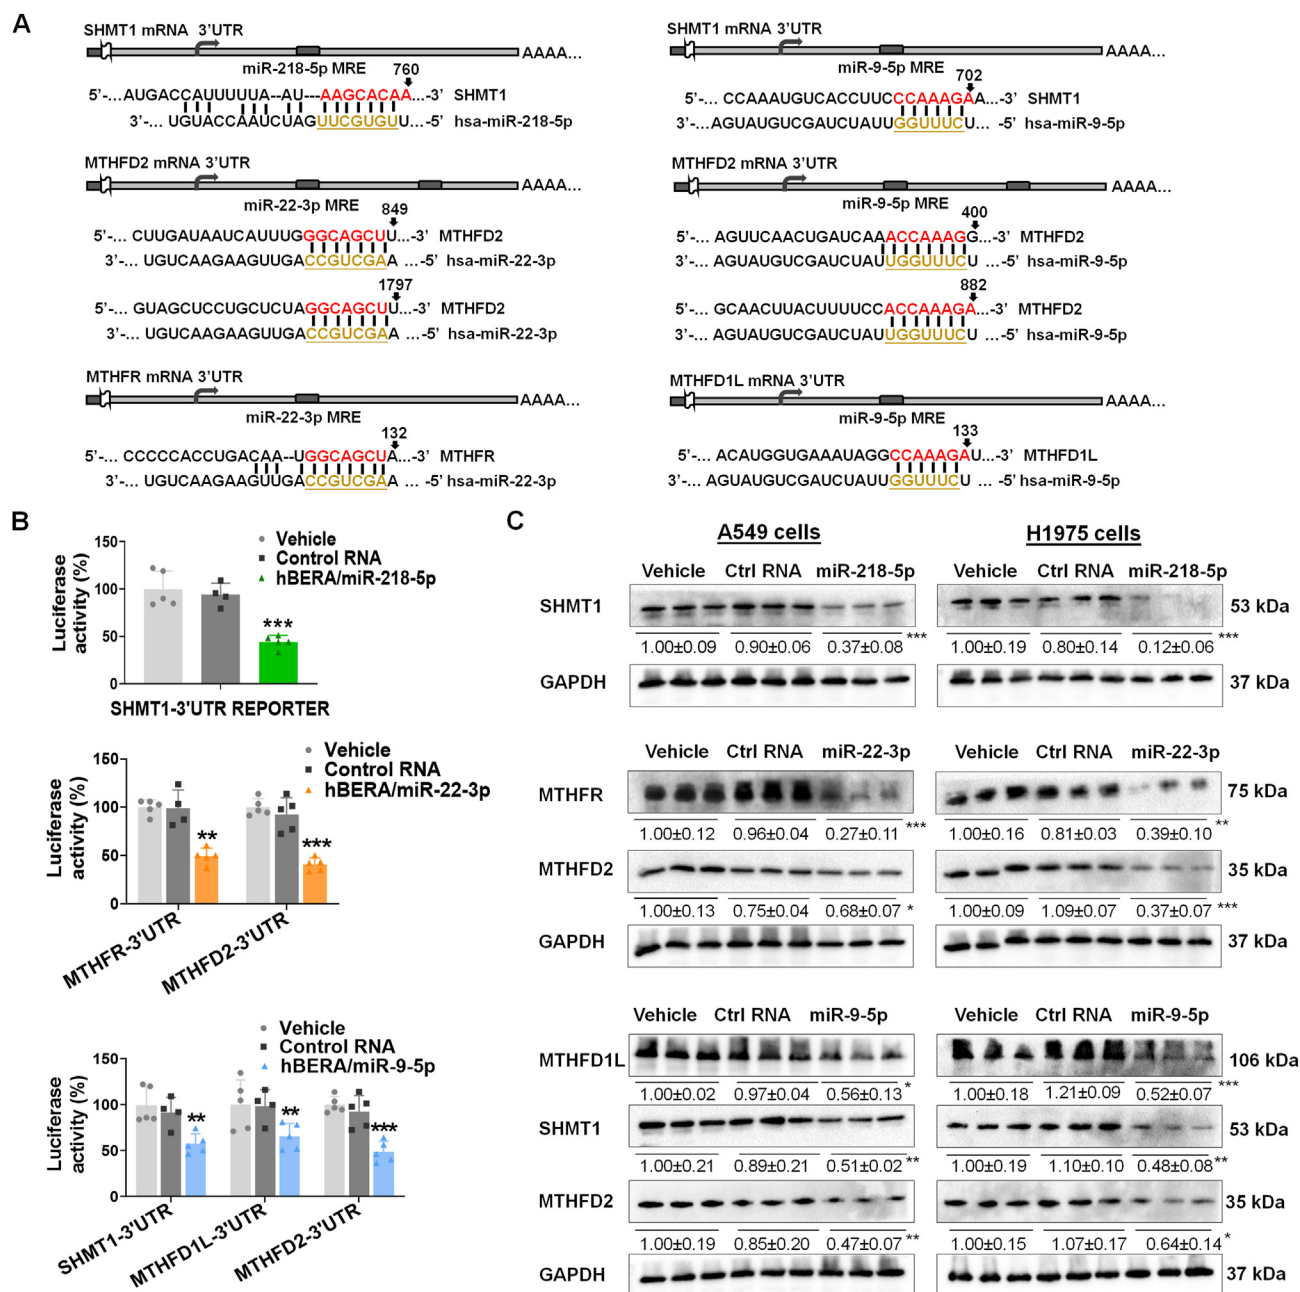 A
SHMT1 mRNA 3'UTR
AAAA...
miR-218-5p MRE
760
5'-...AUGACCAUUUUUA--AU---AAGCACAA...-3' SHMT1
3'-... UGUACCAAUCUAGUUCGUGUU... -5' hsa-miR-218-5p
MTHFD2 mRNA 3'UTR
AAAA...
miR-22-3p MRE
849
5'-... CUUGAUAAUCAUUUGGGCAGCUU...-3' MTHFD2
3'-... UGUCAAGAAGUUGACCGUCGAA ...-5' hsa-miR-22-3p
1797
5'-... GUAGCUCCUGCUCUAGGCAGCUU...-3' MTHFD2
3'-... UGUCAAGAAGUUGACCGUCGAA ...-5' hsa-miR-22-3p
MTHFR mRNA 3'UTR
AAAA...
miR-22-3p MRE
132
5'-... CCCCCACCUGACAA--UGGCAGCUA...-3' MTHFR
3'-... UGUCAAGAAGUUGACCGUCGAA ... -5' hsa-miR-22-3p
SHMT1 mRNA 3'UTR
AAAA...
miR-9-5p MRE
702
5'-... CCAAAUGUCACCUUCCCAAAGAA...-3' SHMT1
3'-... AGUAUGUCGAUCUAUUGGUUUCU... -5' hsa-miR-9-5p
MTHFD2 mRNA 3'UTR
AAAA...
miR-9-5p MRE
400
5'-... AGUUCAACUGAUCAAACCAAAGG...-3' MTHFD2
3'-... AGUAUGUCGAUCUAUUGGUUUCU ...-5' hsa-miR-9-5p
882
5'-... GCAACUUACUUUUCCACCAAAGA...-3' MTHFD2
3'-... AGUAUGUCGAUCUAUUGGUUUCU ...-5' hsa-miR-9-5p
MTHFD1L mRNA 3'UTR
AAAA...
miR-9-5p MRE
133
5'-... ACAUGGUGAAAUAGGCCAAAGAU...-3' MTHFD1L
3'-... AGUAUGUCGAUCUAUUGGUUUCU ... -5' hsa-miR-9-5p
B
Vehicle
Control RNA
hBERA/miR-218-5p
Luciferase activity (%)
150
100
50
0
***
SHMT1-3'UTR REPORTER
Vehicle
Control RNA
hBERA/miR-22-3p
Luciferase activity (%)
150
100
50
0
**
***
MTHFR-3'UTR
MTHFD2-3'UTR
Vehicle
Control RNA
hBERA/miR-9-5p
Luciferase activity (%)
150
100
50
0
**
**
***
SHMT1-3'UTR
MTHFD1L-3'UTR
MTHFD2-3'UTR
C
A549 cells H1975 cells
Vehicle Ctrl RNA miR-218-5p Vehicle Ctrl RNA miR-218-5p
SHMT1 53 kDa
1.00±0.09 0.90±0.06 0.37±0.08 *** 1.00±0.19 0.80±0.14 0.12±0.06 ***
GAPDH 37 kDa
Vehicle Ctrl RNA miR-22-3p Vehicle Ctrl RNA miR-22-3p
MTHFR 75 kDa
1.00±0.12 0.96±0.04 0.27±0.11 *** 1.00±0.16 0.81±0.03 0.39±0.10 **
MTHFD2 35 kDa
1.00±0.13 0.75±0.04 0.68±0.07 * 1.00±0.09 1.09±0.07 0.37±0.07 ***
GAPDH 37 kDa
Vehicle Ctrl RNA miR-9-5p Vehicle Ctrl RNA miR-9-5p
MTHFD1L 106 kDa
1.00±0.02 0.97±0.04 0.56±0.13 * 1.00±0.18 1.21±0.09 0.52±0.07 ***
SHMT1 53 kDa
1.00±0.21 0.89±0.21 0.51±0.02 ** 1.00±0.19 1.10±0.10 0.48±0.08 **
MTHFD2 35 kDa
1.00±0.19 0.85±0.20 0.47±0.07 ** 1.00±0.15 1.07±0.17 0.64±0.14 *
GAPDH 37 kDa